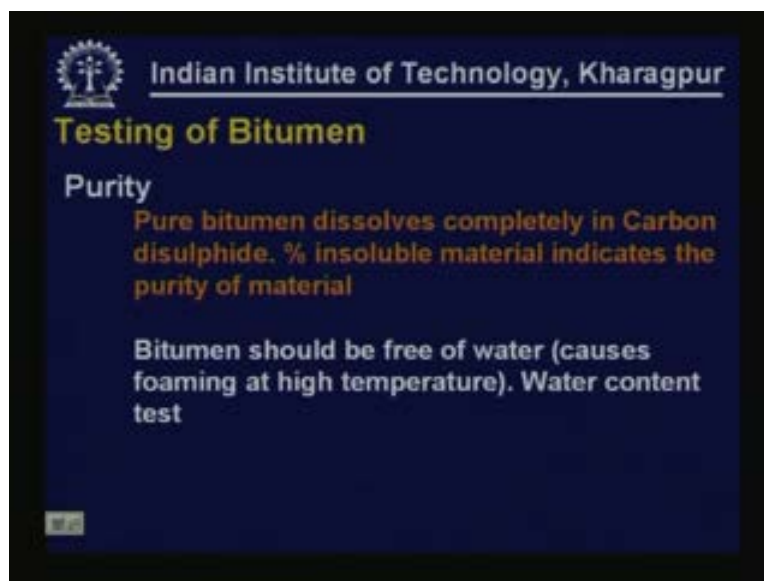 Indian Institute of Technology, Kharagpur
Testing of Bitumen
Purity
Pure bitumen dissolves completely in Carbon
disulphide. % insoluble material indicates the
purity of material
Bitumen should be free of water (causes
foaming at high temperature). Water content
test